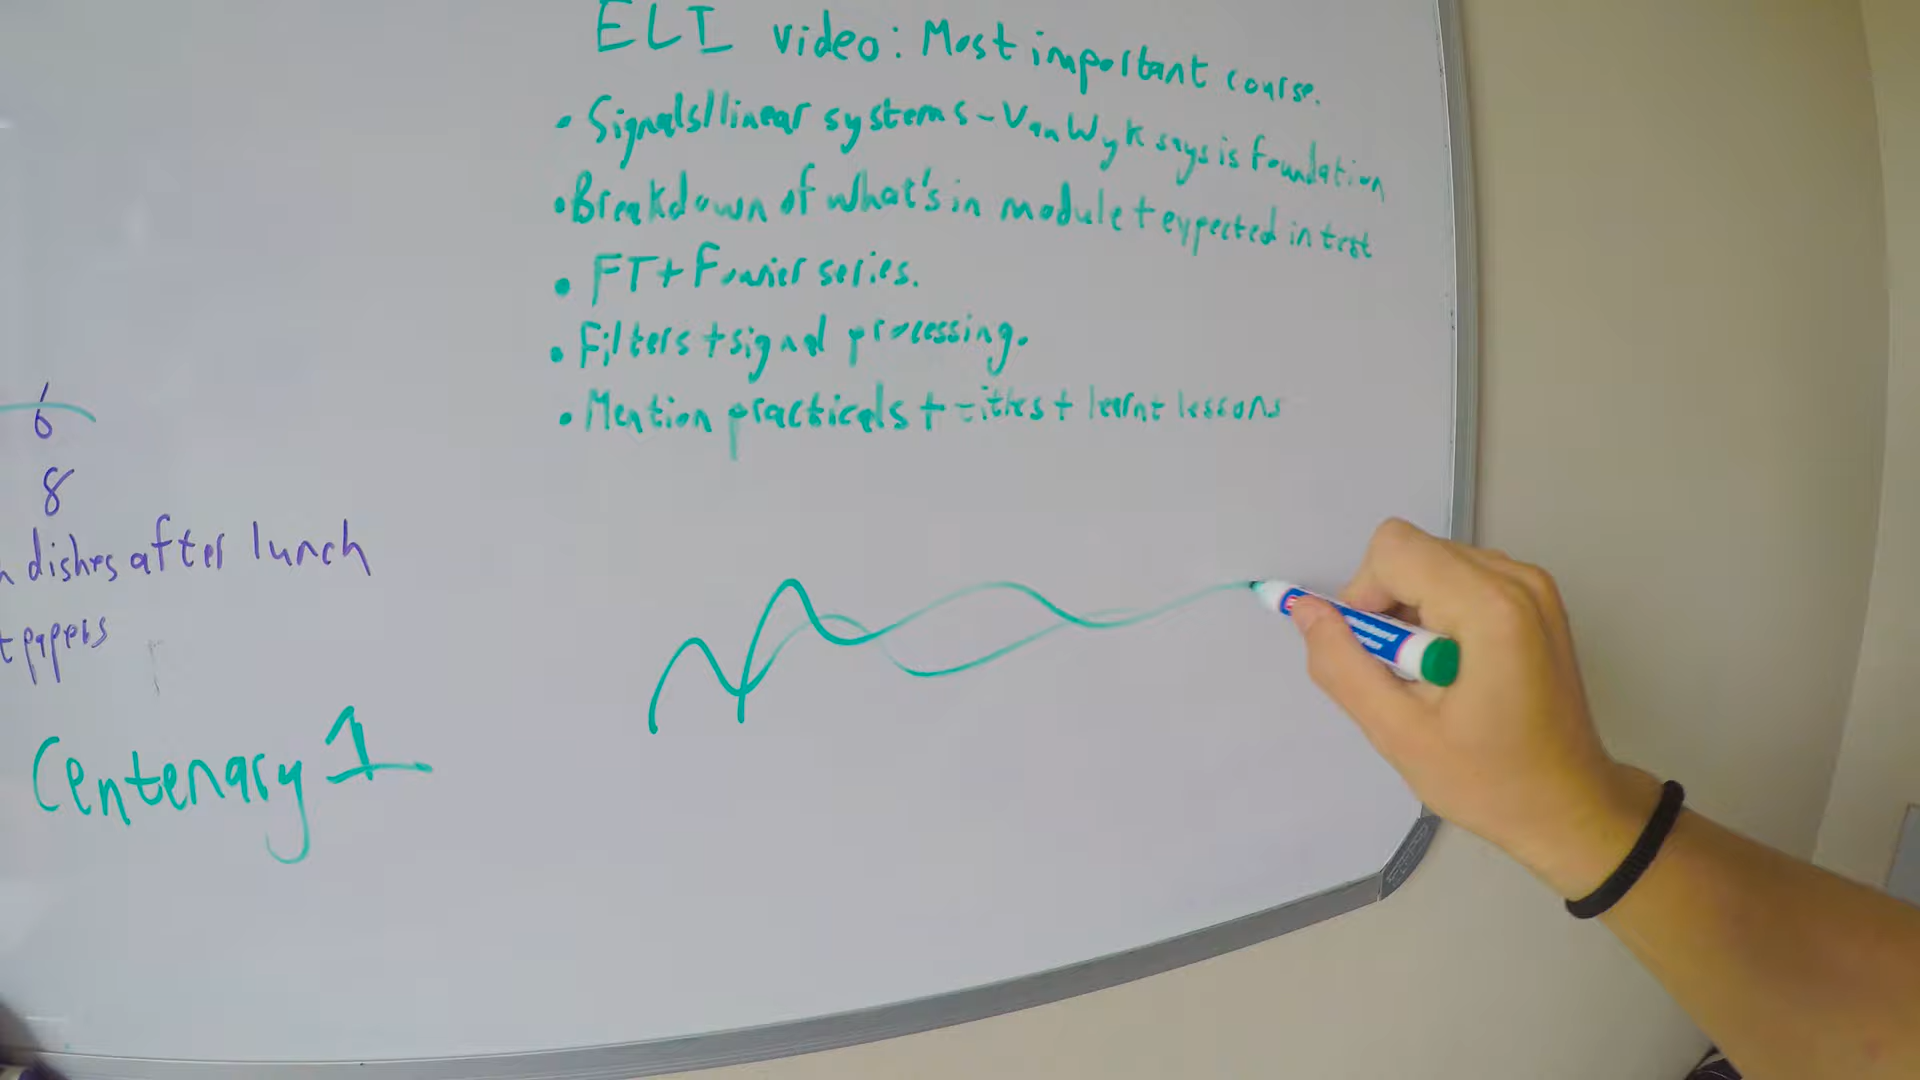 ELI video: Most important course.
• Signals/linear systems - Van Wyk says is foundation
• Breakdown of what's in module + expected in test
• FT + Fourier series.
• Filters + signal processing.
• Mention practicals + titles + learnt lessons
6
8
dishes after lunch
papers
Centenary 1